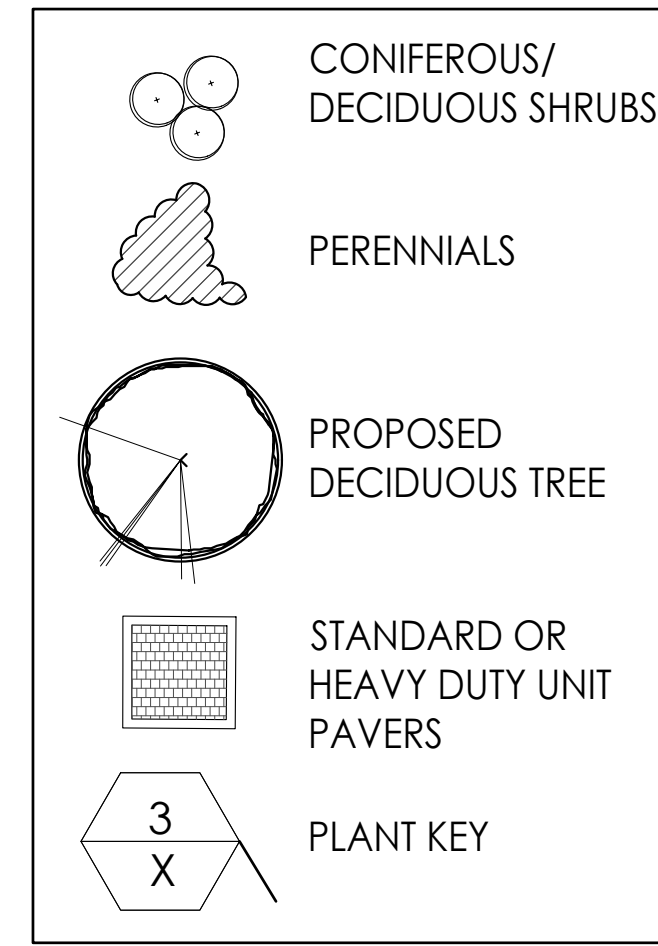 CONIFEROUS/
DECIDUOUS SHRUBS
PERENNIALS
PROPOSED
DECIDUOUS TREE
STANDARD OR
HEAVY DUTY UNIT
PAVERS
3
X
PLANT KEY